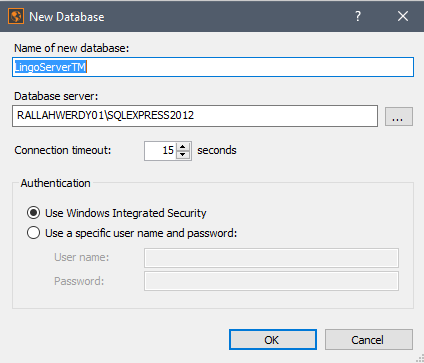 New Database
?
Name of new database:
LingoServerTM
Database server:
RALLAHWERDY01\SQLEXPRESS2012
...
Connection timeout: 15 seconds
Authentication
Use Windows Integrated Security
Use a specific user name and password:
User name:
Password:
OK Cancel